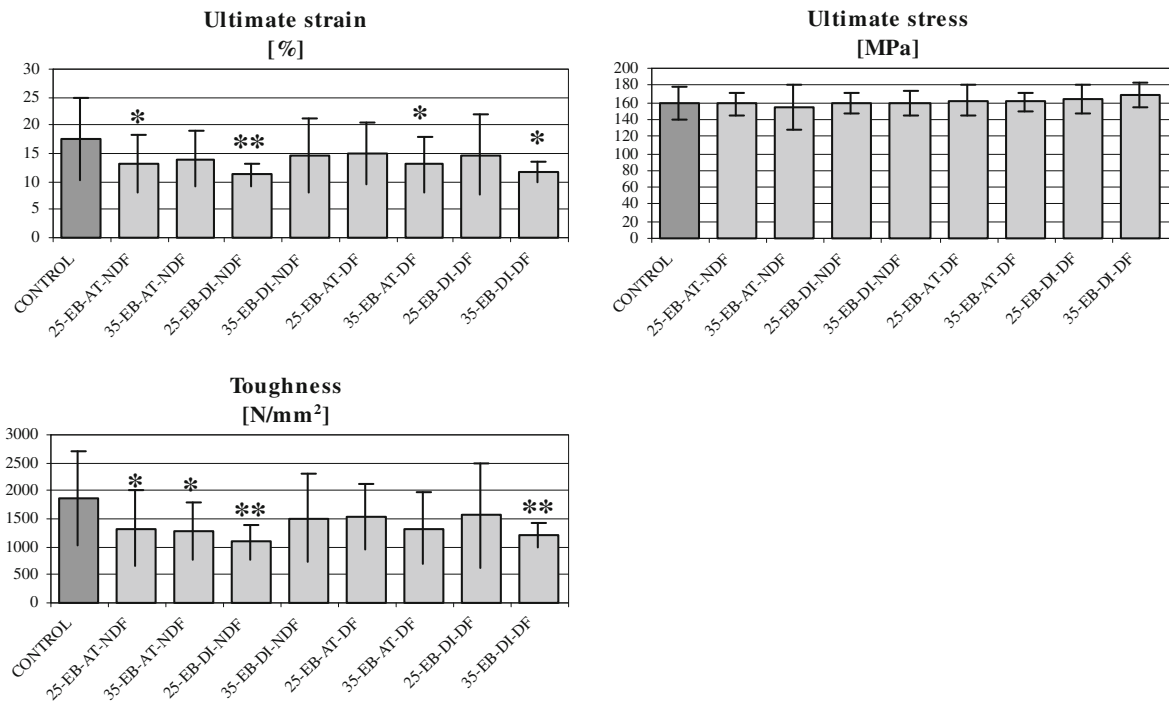 Ultimate strain
[%]
30
25
20
15
10
5
0
*
**
*
*
CONTROL
25-EB-AT-NDF
35-EB-AT-NDF
25-EB-DI-NDF
35-EB-DI-NDF
25-EB-AT-DF
35-EB-AT-DF
25-EB-DI-DF
35-EB-DI-DF
Ultimate stress
[MPa]
200
180
160
140
120
100
80
60
40
20
0
CONTROL
25-EB-AT-NDF
35-EB-AT-NDF
25-EB-DI-NDF
35-EB-DI-NDF
25-EB-AT-DF
35-EB-AT-DF
25-EB-DI-DF
35-EB-DI-DF
Toughness
[N/mm²]
3000
2500
2000
1500
1000
500
0
*
*
**
**
CONTROL
25-EB-AT-NDF
35-EB-AT-NDF
25-EB-DI-NDF
35-EB-DI-NDF
25-EB-AT-DF
35-EB-AT-DF
25-EB-DI-DF
35-EB-DI-DF